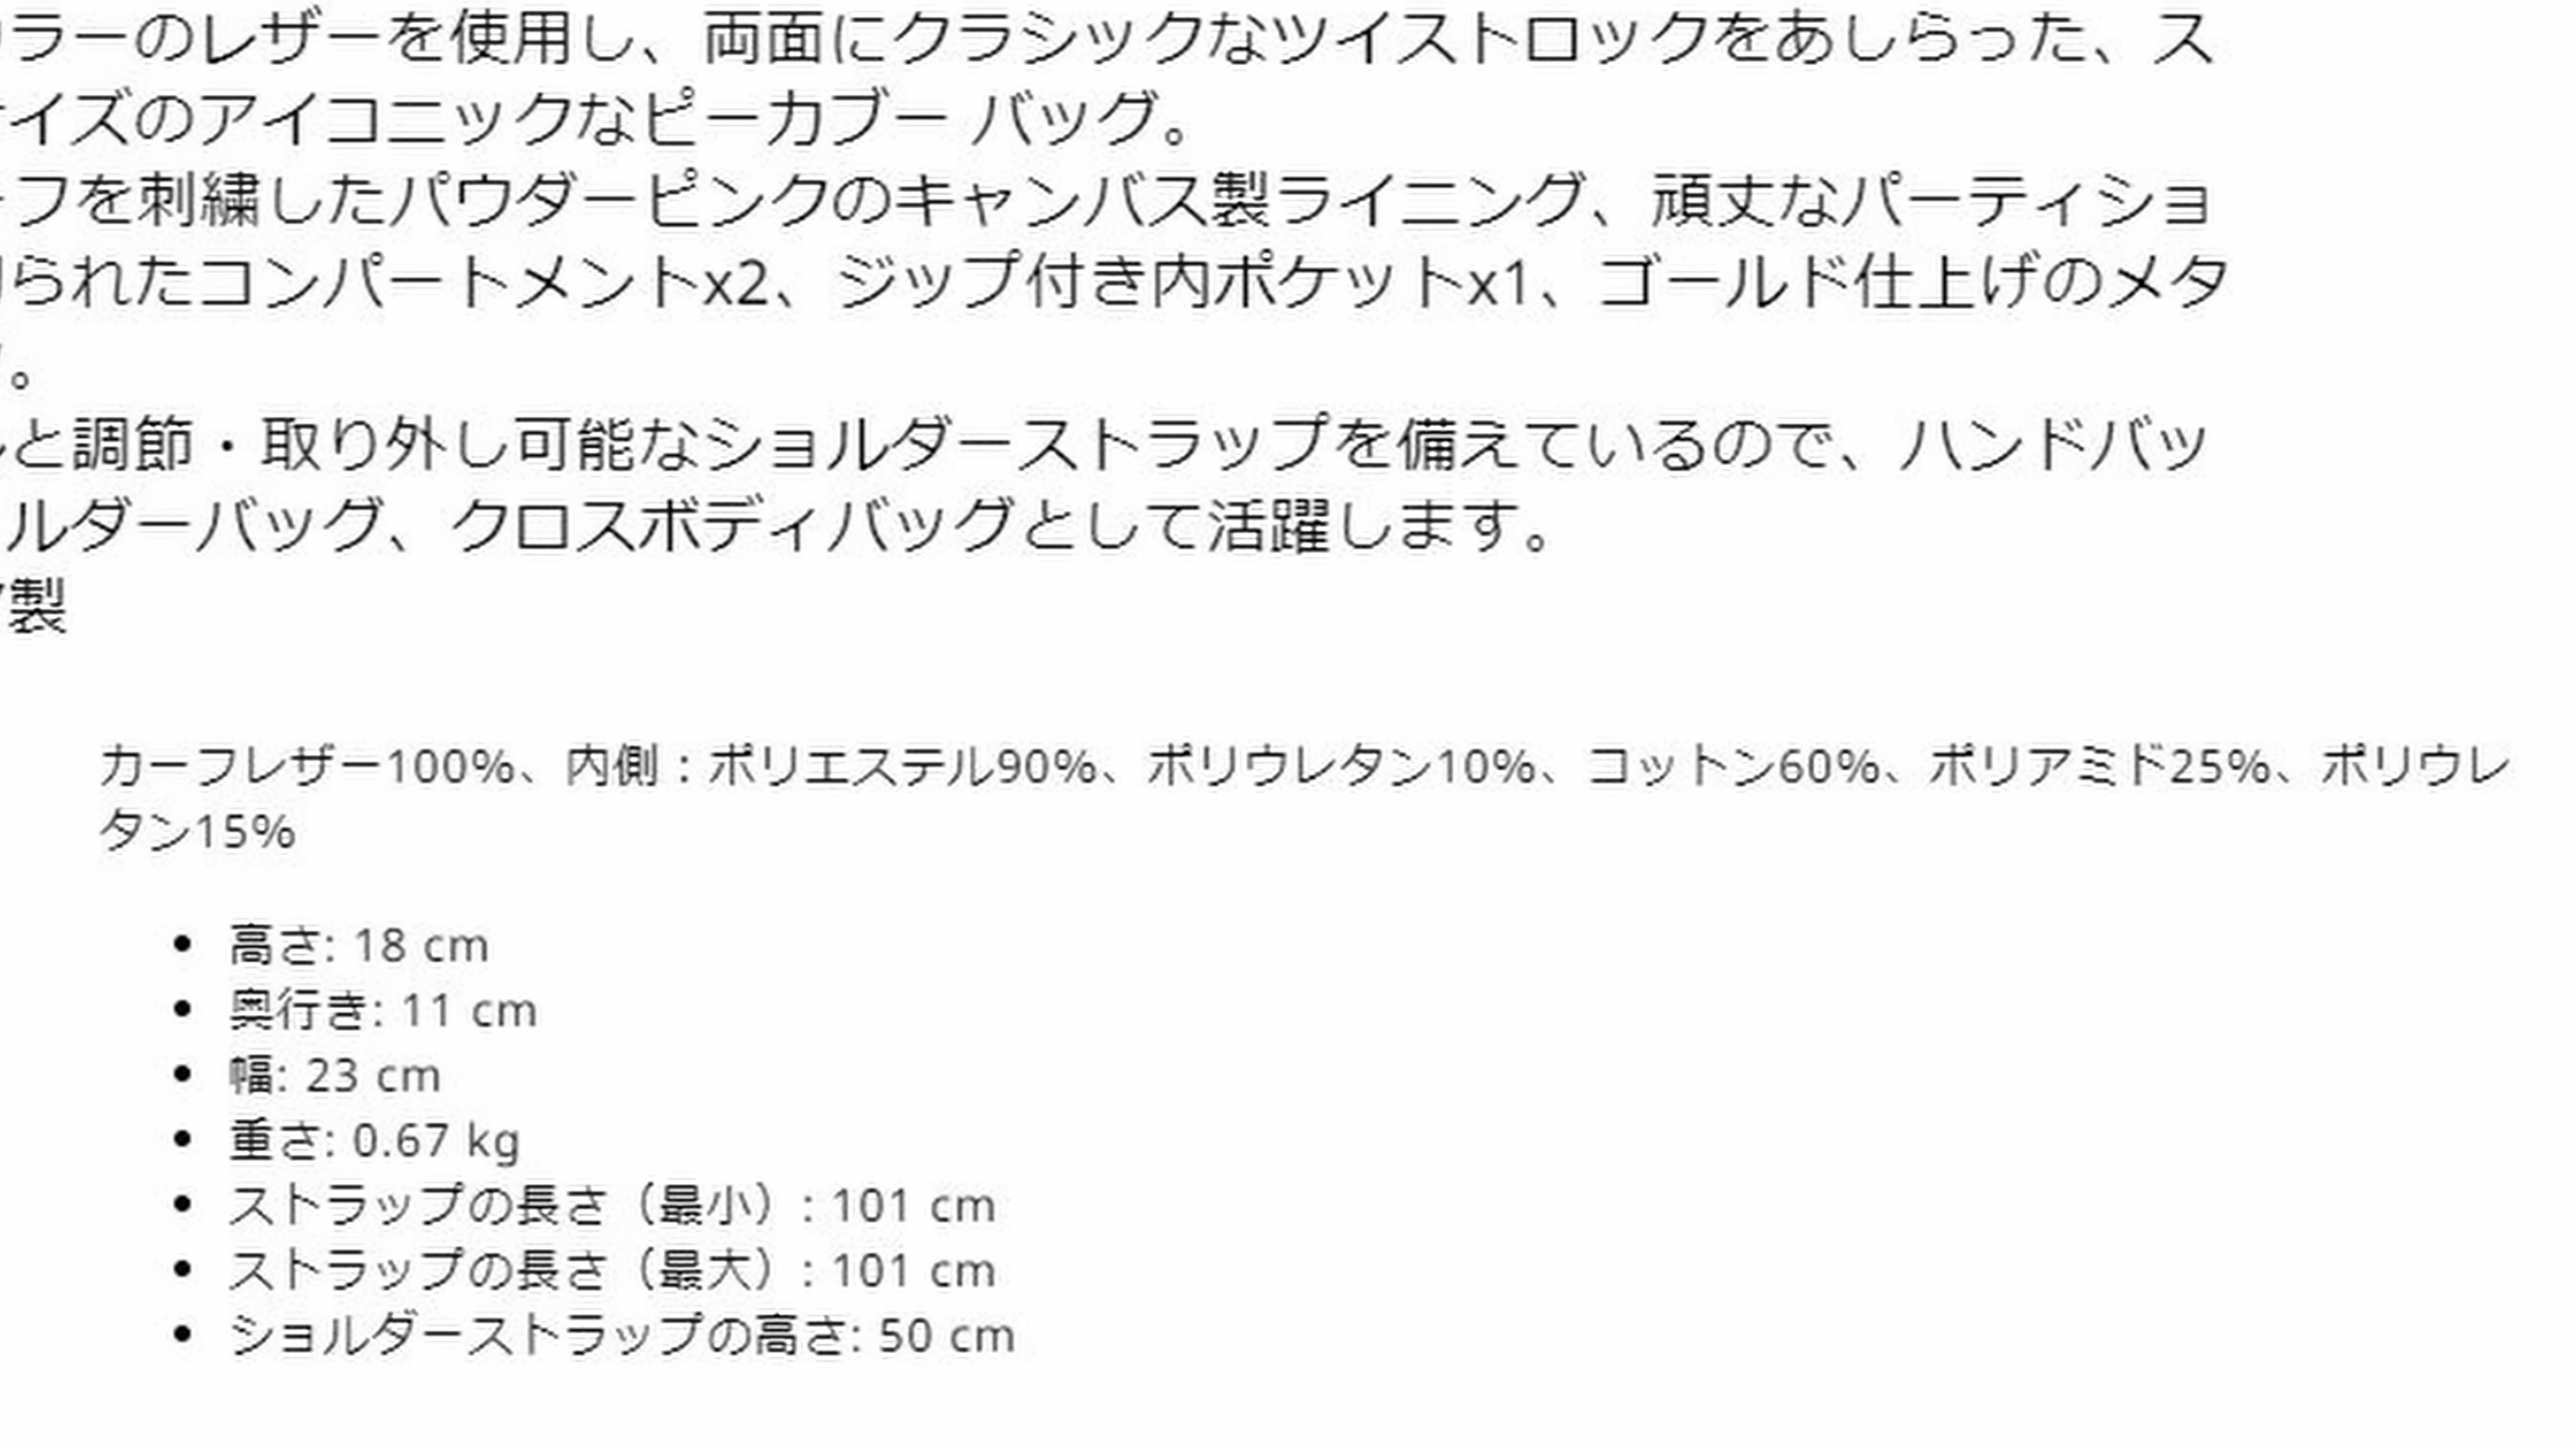 ラーのレザーを使用し、両面にクラシックなツイストロックをあしらった、ス
イズのアイコニックなピーカブー バッグ。
フを刺繍したパウダーピンクのキャンバス製ライニング、頑丈なパーティショ
られたコンパートメントx2、ジップ付き内ポケットx1、ゴールド仕上げのメタ
。
と調節・取り外し可能なショルダーストラップを備えているので、ハンドバッ
ルダーバッグ、クロスボディバッグとして活躍します。
製
カーフレザー100%、内側：ポリエステル90%、ポリウレタン10%、コットン60%、ポリアミド25%、ポリウレ
タン15%
• 高さ: 18 cm
• 奥行き: 11 cm
• 幅: 23 cm
• 重さ: 0.67 kg
• ストラップの長さ（最小）: 101 cm
• ストラップの長さ（最大）: 101 cm
• ショルダーストラップの高さ: 50 cm